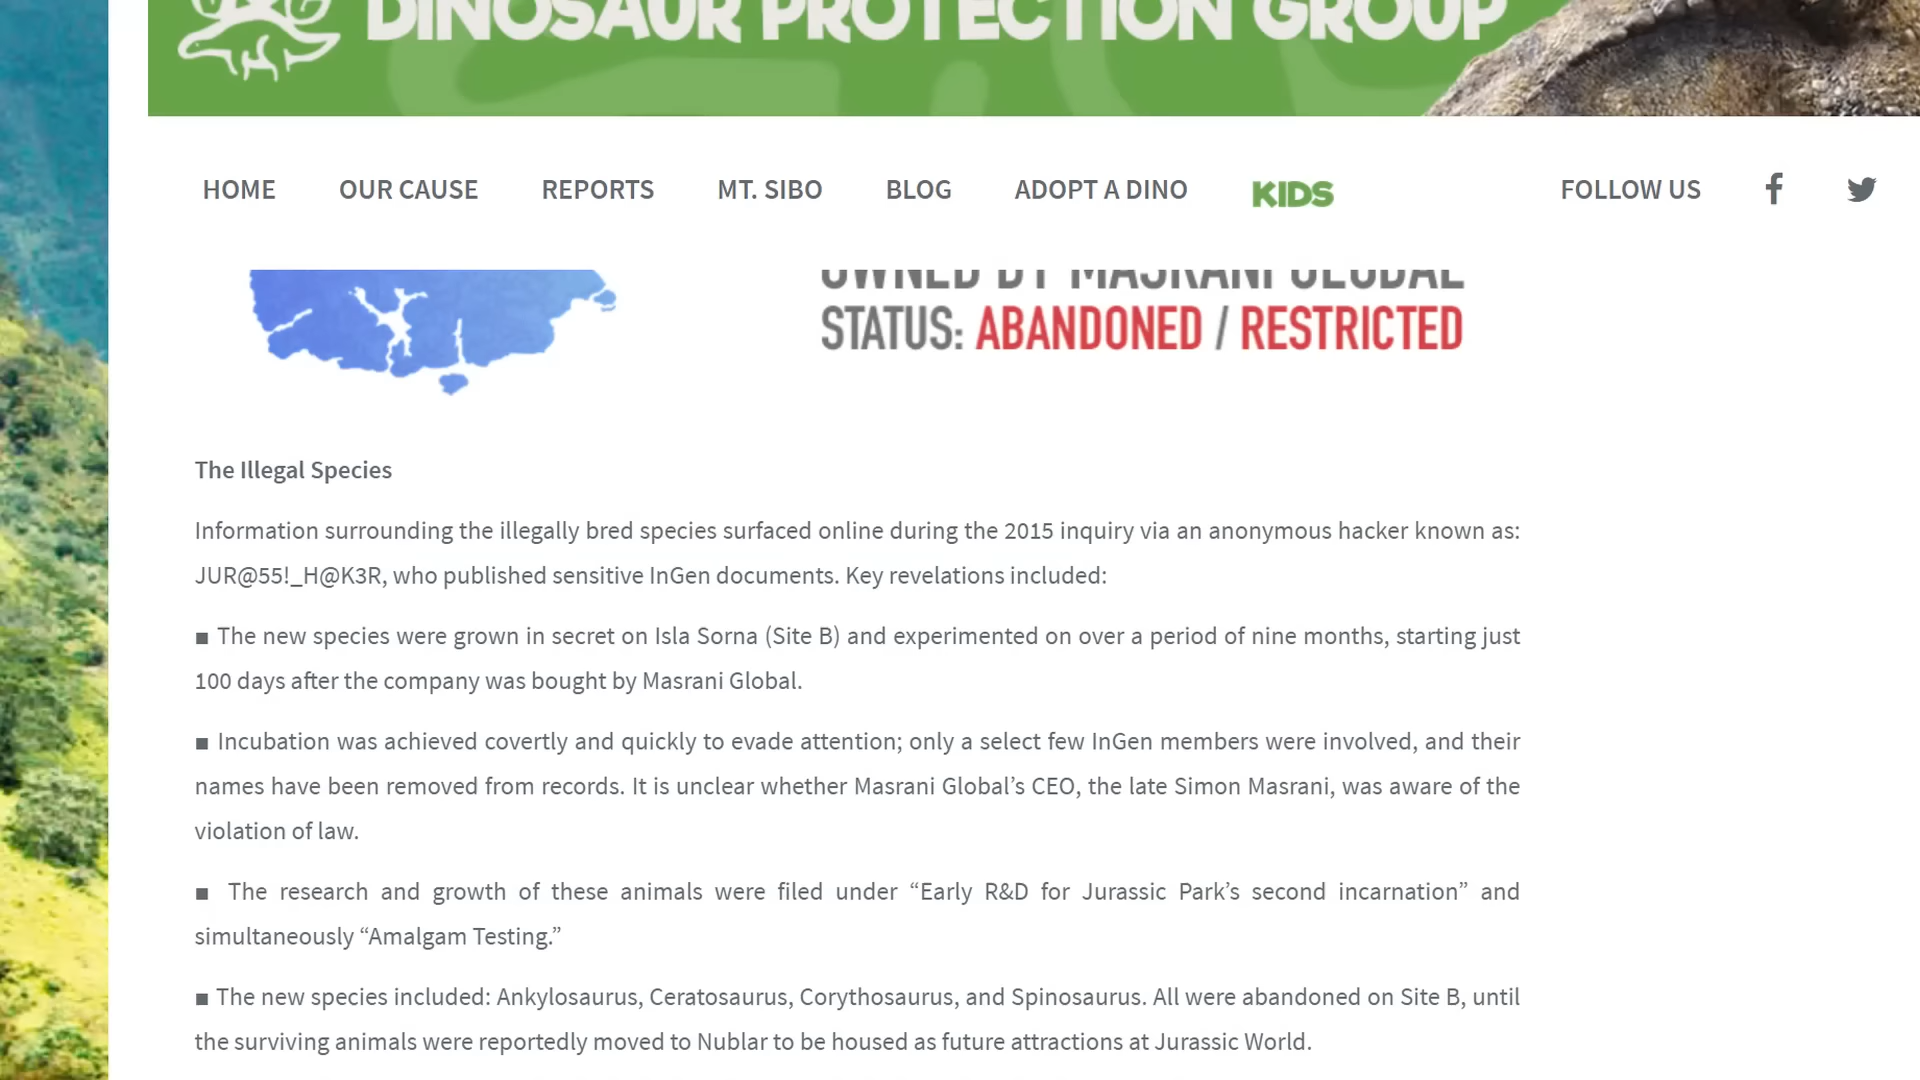 DINOSAUR PROTECTION GROUP
HOME OUR CAUSE REPORTS MT. SIBO BLOG ADOPT A DINO KIDS FOLLOW US
OWNED BY MASRANI GLOBAL
STATUS: ABANDONED / RESTRICTED
The Illegal Species
Information surrounding the illegally bred species surfaced online during the 2015 inquiry via an anonymous hacker known as:
JUR@55!_H@K3R, who published sensitive InGen documents. Key revelations included:
■ The new species were grown in secret on Isla Sorna (Site B) and experimented on over a period of nine months, starting just
100 days after the company was bought by Masrani Global.
■ Incubation was achieved covertly and quickly to evade attention; only a select few InGen members were involved, and their
names have been removed from records. It is unclear whether Masrani Global’s CEO, the late Simon Masrani, was aware of the
violation of law.
■ The research and growth of these animals were filed under “Early R&D for Jurassic Park’s second incarnation” and
simultaneously “Amalgam Testing.”
■ The new species included: Ankylosaurus, Ceratosaurus, Corythosaurus, and Spinosaurus. All were abandoned on Site B, until
the surviving animals were reportedly moved to Nublar to be housed as future attractions at Jurassic World.